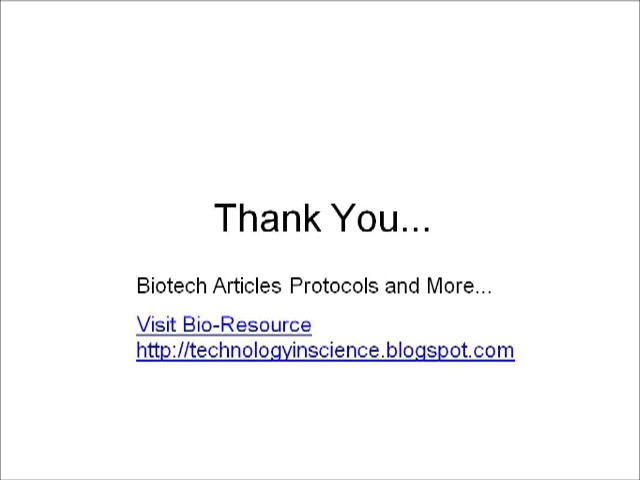 Thank You...
Biotech Articles Protocols and More...
Visit Bio-Resource
http://technologyinscience.blogspot.com